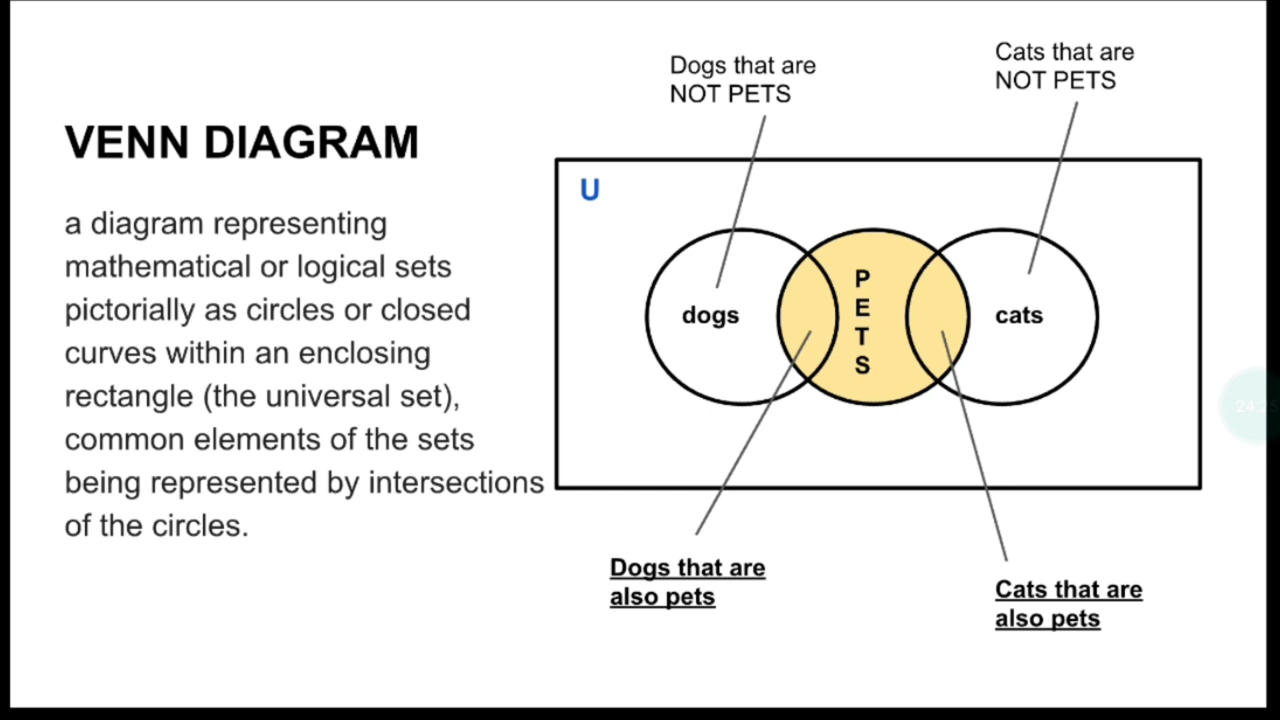 VENN DIAGRAM
a diagram representing
mathematical or logical sets
pictorially as circles or closed
curves within an enclosing
rectangle (the universal set),
common elements of the sets
being represented by intersections
of the circles.
Dogs that are
NOT PETS
Cats that are
NOT PETS
U
dogs
P
E
T
S
cats
Dogs that are
also pets
Cats that are
also pets